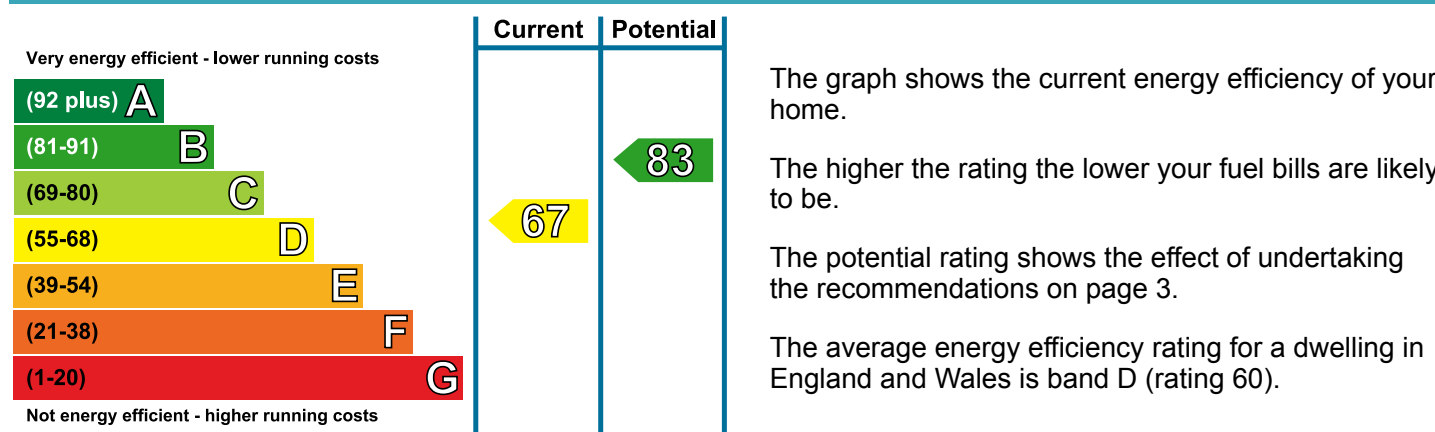 Current Potential
Very energy efficient - lower running costs
(92 plus) A
(81-91) B
(69-80) C
(55-68) D
(39-54) E
(21-38) F
(1-20) G
Not energy efficient - higher running costs
67
83
The graph shows the current energy efficiency of your
home.
The higher the rating the lower your fuel bills are likely
to be.
The potential rating shows the effect of undertaking
the recommendations on page 3.
The average energy efficiency rating for a dwelling in
England and Wales is band D (rating 60).